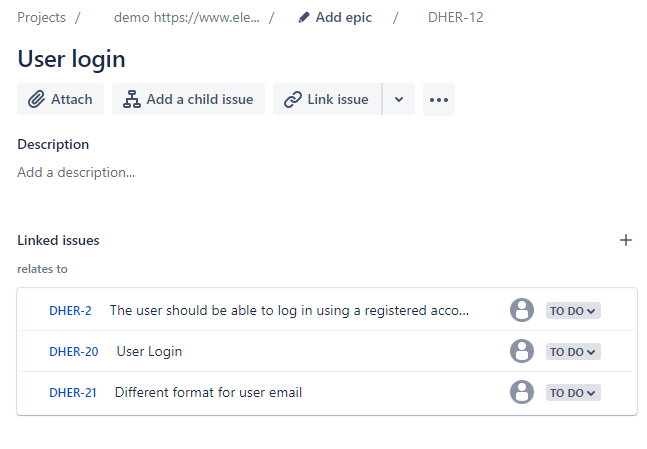 Projects / demo https://www.ele... / Add epic / DHER-12
User login
Attach Add a child issue Link issue
Description
Add a description...
Linked issues
relates to
DHER-2 The user should be able to log in using a registered acco... TO DO
DHER-20 User Login TO DO
DHER-21 Different format for user email TO DO